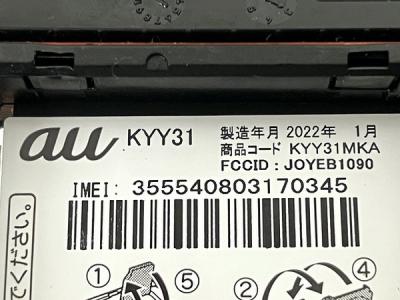 au KYY31
製造年月 2022年 1月
商品コード KYY31MKA
FCCID : JOYEB1090
IMEI: 355540803170345
でください。
① ⑤ ② ④